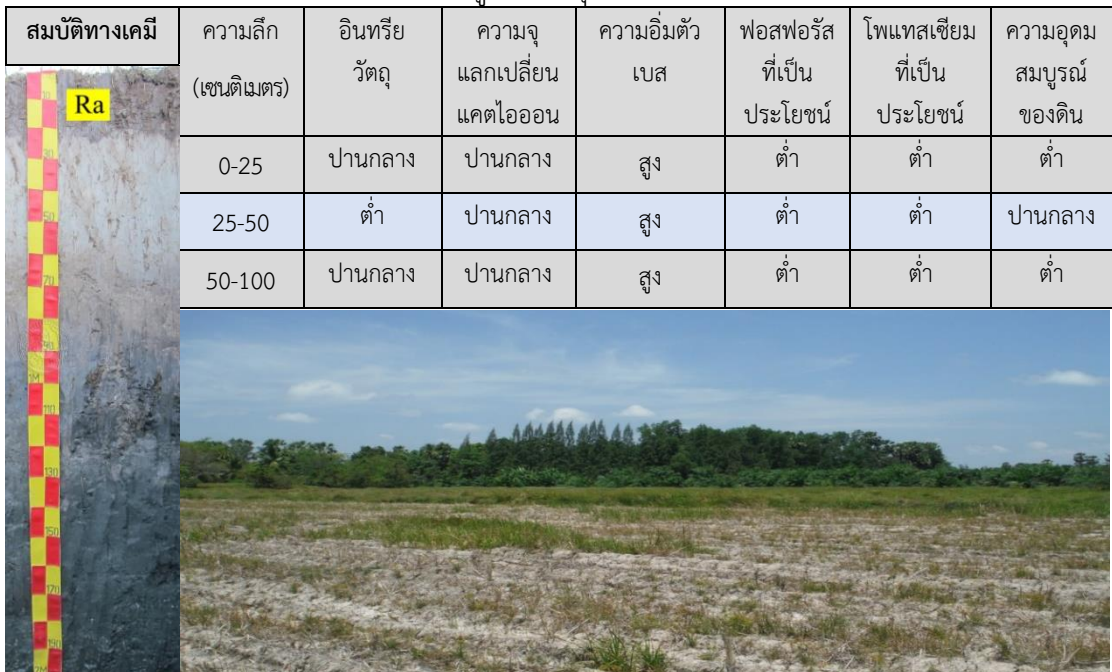 สมบัติทางเคมี ความลึก อินทรีย ความจุ ความอิ่มตัว ฟอสฟอรัส โพแทสเซียม ความอุดม
(เซนติเมตร) วัตถุ แลกเปลี่ยน เบส ที่เป็น ที่เป็น สมบูรณ์
แคตไอออน ประโยชน์ ประโยชน์ ของดิน
Ra
0-25 ปานกลาง ปานกลาง สูง ต่ำ ต่ำ ต่ำ
25-50 ต่ำ ปานกลาง สูง ต่ำ ต่ำ ปานกลาง
50-100 ปานกลาง ปานกลาง สูง ต่ำ ต่ำ ต่ำ
30
50
70
110
130
150
170